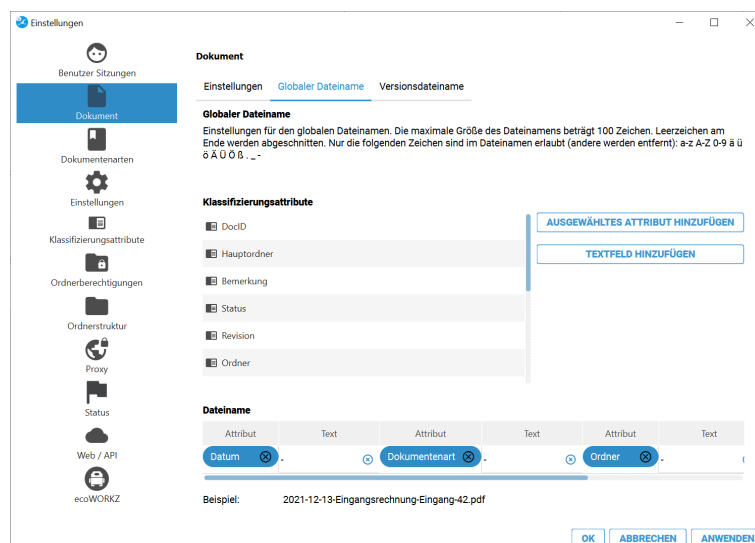 Einstellungen
Benutzer Sitzungen
Dokument
Dokumentenarten
Einstellungen
Klassifizierungsattribute
Ordnerberechtigungen
Ordnerstruktur
Proxy
Status
Web / API
ecoWORKZ
Dokument
Einstellungen Globaler Dateiname Versionsdateiname
Globaler Dateiname
Einstellungen für den globalen Dateinamen. Die maximale Größe des Dateinamens beträgt 100 Zeichen. Leerzeichen am
Ende werden abgeschnitten. Nur die folgenden Zeichen sind im Dateinamen erlaubt (andere werden entfernt): a-z A-Z 0-9 ä ü
ö Ä Ü Ö ß . _ -
Klassifizierungsattribute
DocID
Hauptordner
Bemerkung
Status
Revision
Ordner
AUSGEWÄHLTES ATTRIBUT HINZUFÜGEN
TEXTFELD HINZUFÜGEN
Dateiname
Attribut Text Attribut Text Attribut Text
Datum - Dokumentenart - Ordner -
Beispiel: 2021-12-13-Eingangsrechnung-Eingang-42.pdf
OK ABBRECHEN ANWENDEN